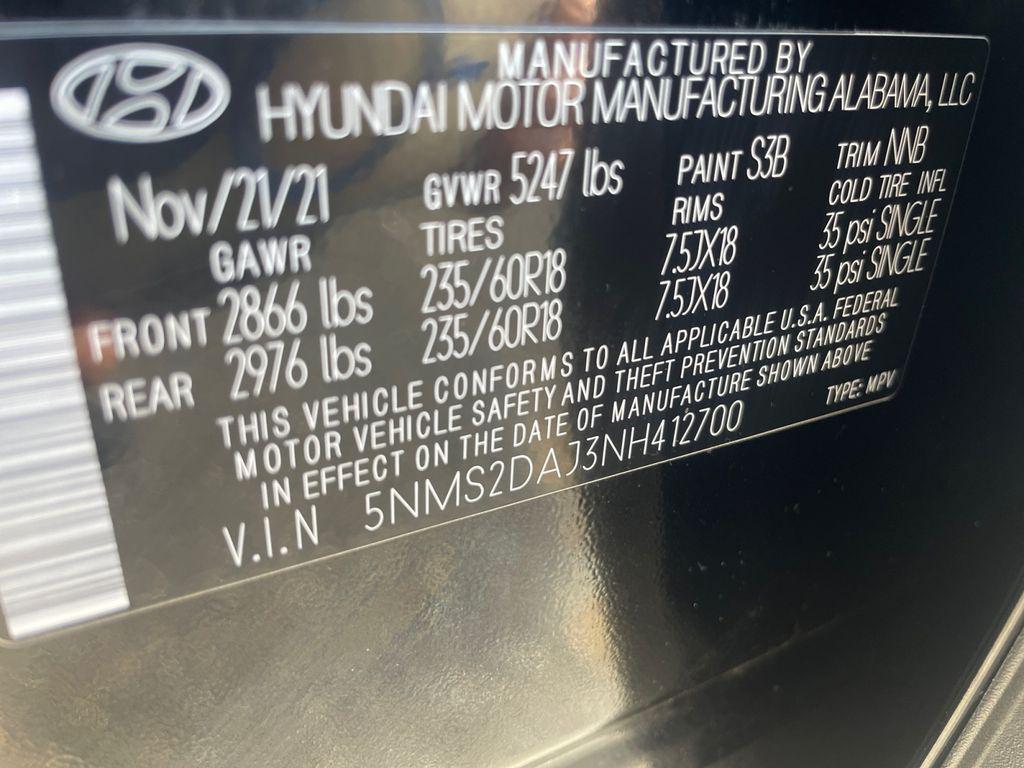 MANUFACTURED BY
HYUNDAI MOTOR MANUFACTURING ALABAMA, LLC
Nov/21/21 GVWR 5247 lbs PAINT S3B TRIM NNB
GAWR TIRES RIMS COLD TIRE INFL
FRONT 2866 lbs 235/60R18 7.5JX18 35 psi SINGLE
REAR 2976 lbs 235/60R18 7.5JX18 35 psi SINGLE
THIS VEHICLE CONFORMS TO ALL APPLICABLE U.S.A. FEDERAL
MOTOR VEHICLE SAFETY AND THEFT PREVENTION STANDARDS
IN EFFECT ON THE DATE OF MANUFACTURE SHOWN ABOVE
V.I.N 5NMS2DAJ3NH412700 TYPE: MPV